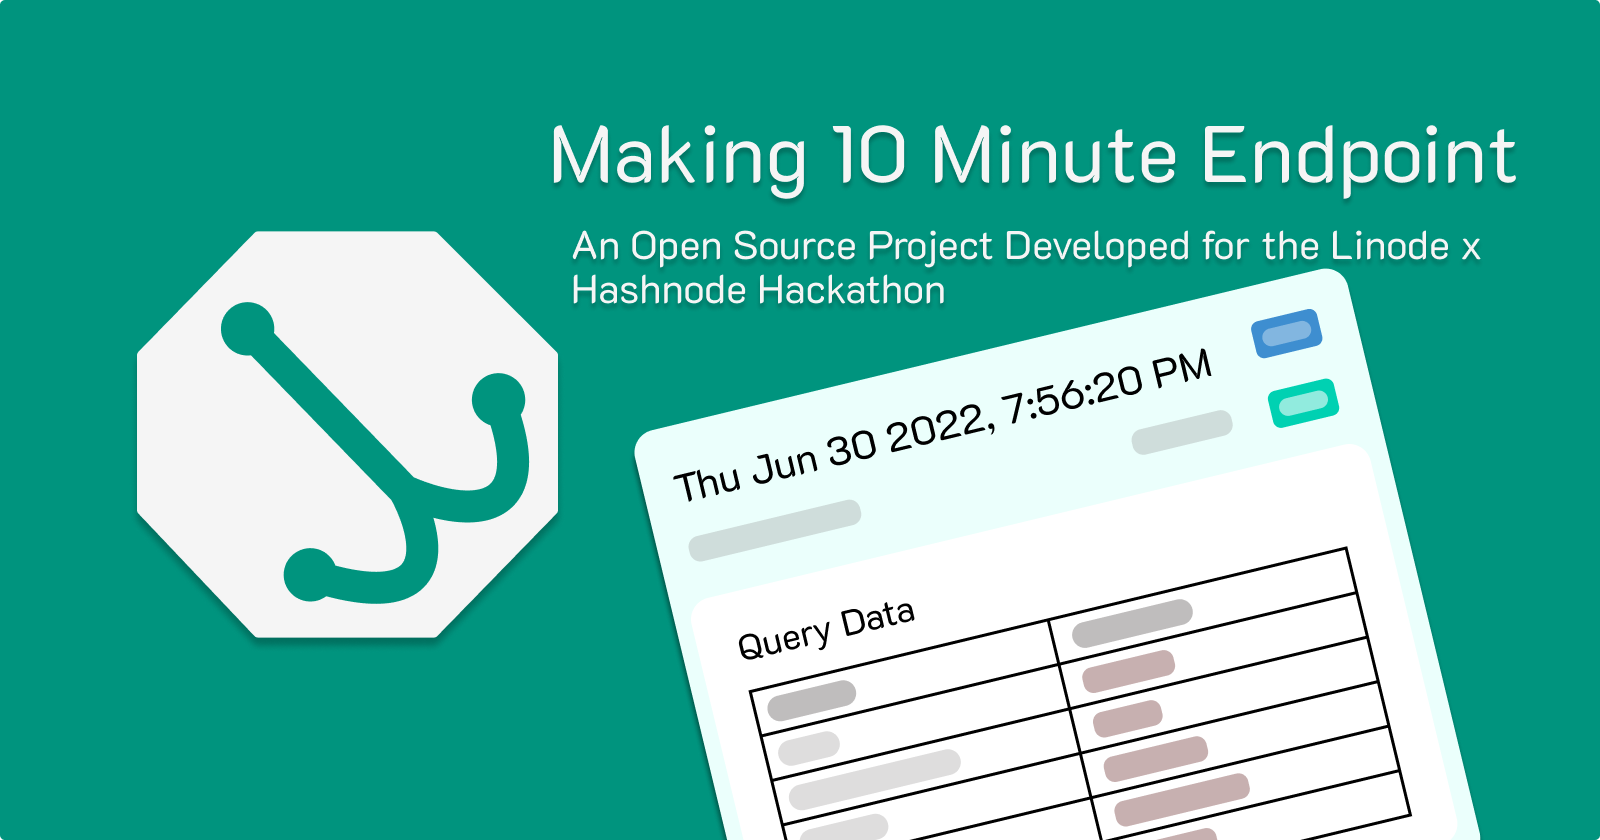 Making 10 Minute Endpoint
An Open Source Project Developed for the Linode x
Hashnode Hackathon
Thu Jun 30 2022, 7:56:20 PM
Query Data